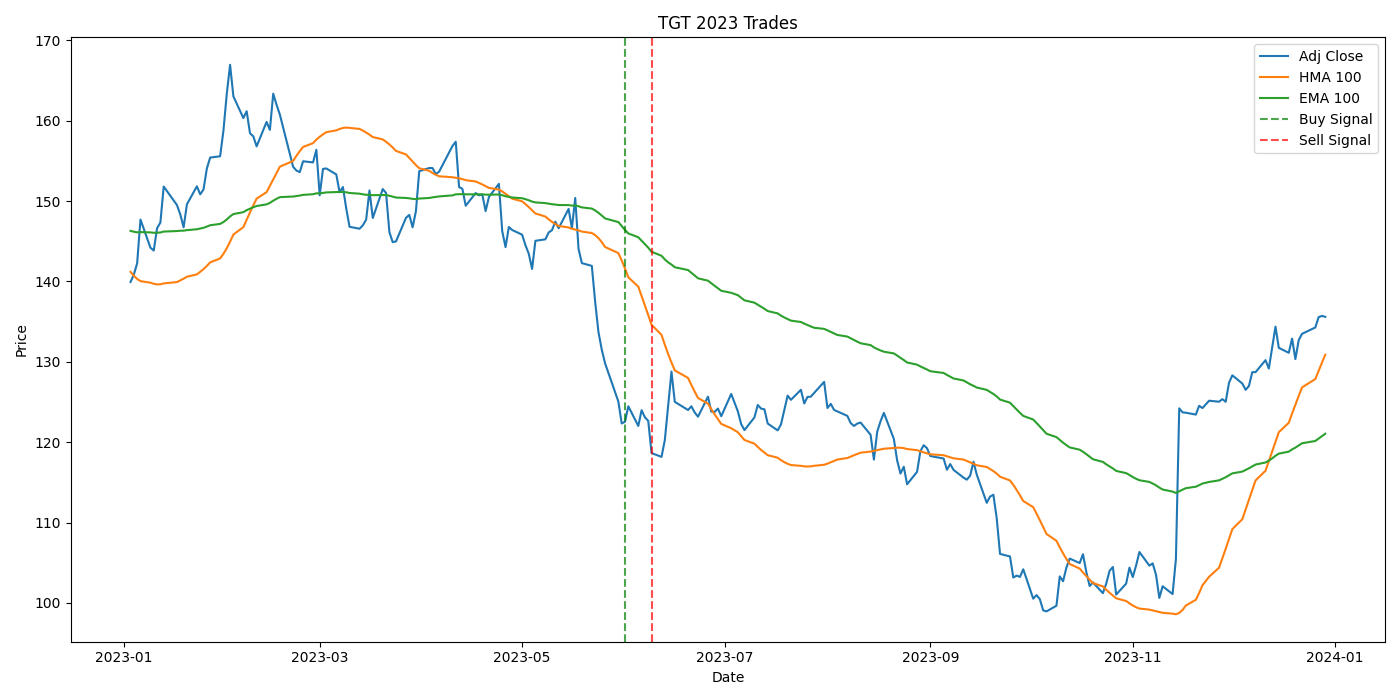 TGT 2023 Trades
Adj Close
HMA 100
EMA 100
Buy Signal
Sell Signal
Price
170
160
150
140
130
120
110
100
2023-01
2023-03
2023-05
2023-07
2023-09
2023-11
2024-01
Date